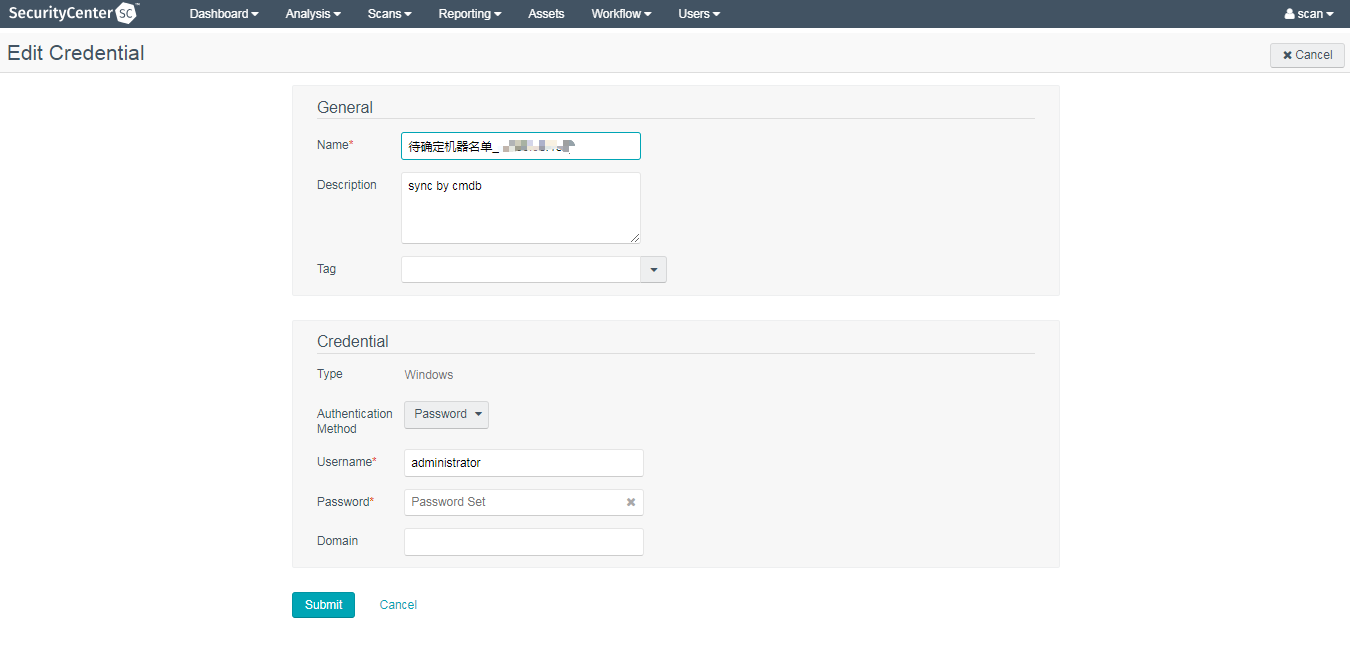 SecurityCenter SC Dashboard Analysis Scans Reporting Assets Workflow Users scan
Edit Credential
Cancel
General
Name* 待确定机器名单_
Description sync by cmdb
Tag
Credential
Type Windows
Authentication Method Password
Username* administrator
Password* Password Set
Domain
Submit Cancel